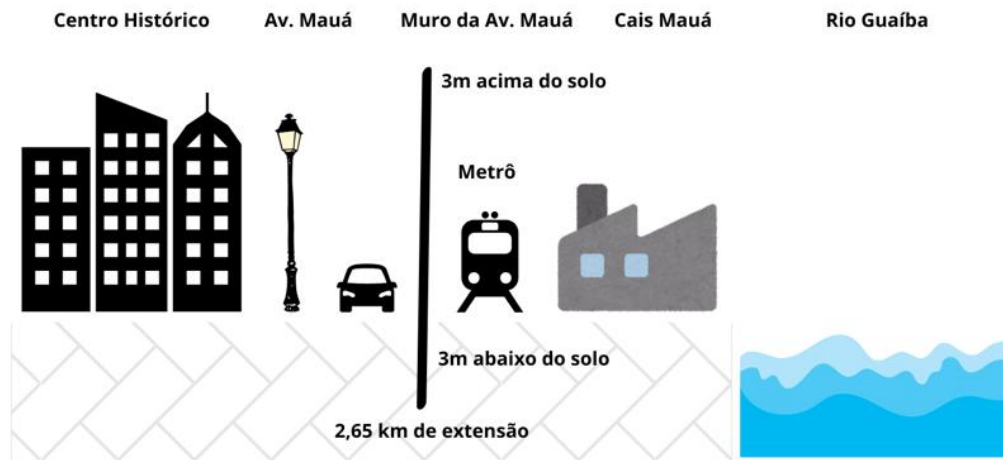 Centro Histórico
Av. Mauá
Muro da Av. Mauá
Cais Mauá
Rio Guaíba
3m acima do solo
Metrô
3m abaixo do solo
2,65 km de extensão